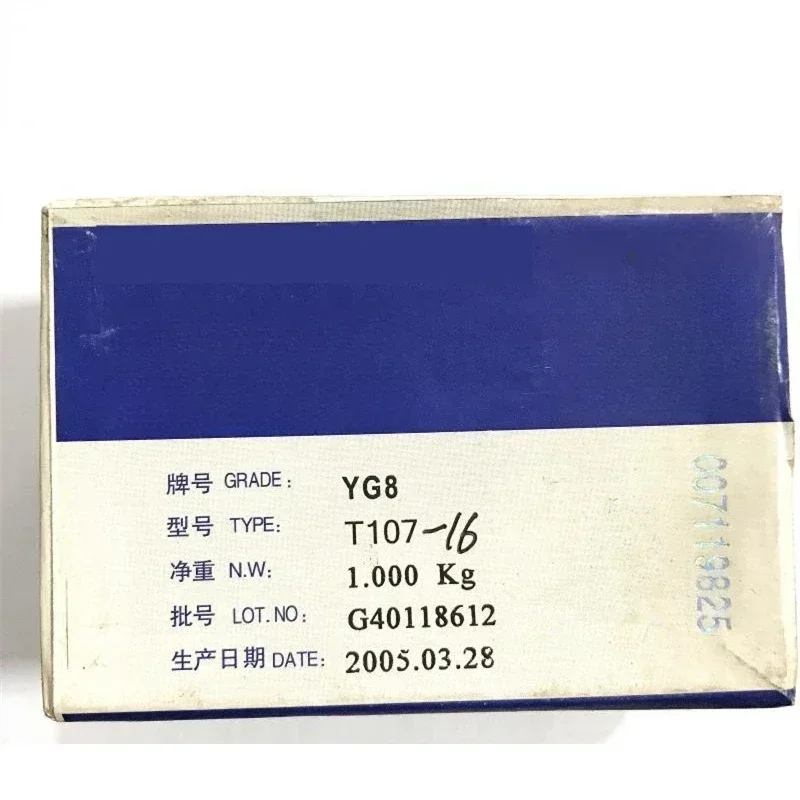 牌号 GRADE: YG8
型号 TYPE: T107-16
净重 N.W: 1.000 Kg
批号 LOT.NO: G40118612
生产日期 DATE: 2005.03.28
007119825